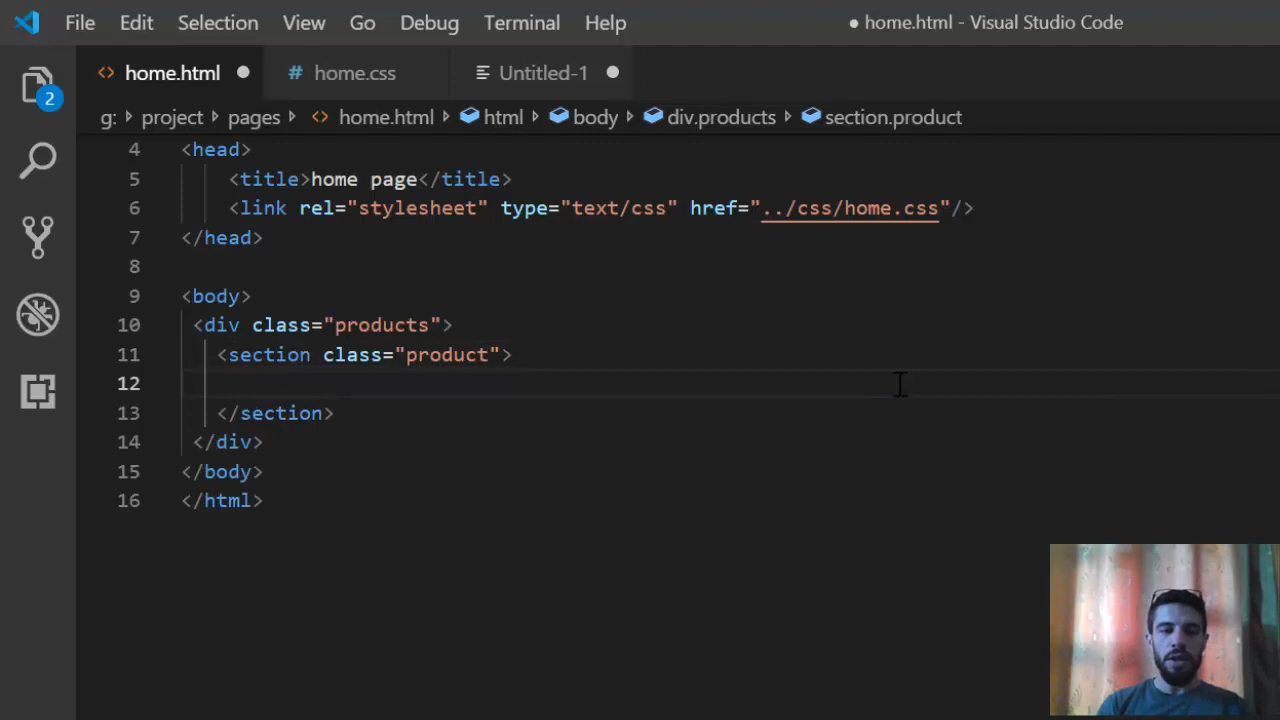 File Edit Selection View Go Debug Terminal Help ● home.html - Visual Studio Code
<> home.html ● # home.css Untitled-1 ●
2
g: > project > pages > <> home.html > html > body > div.products > section.product
4 <head>
5 <title>home page</title>
6 <link rel="stylesheet" type="text/css" href="../css/home.css"/>
7 </head>
8
9 <body>
10 <div class="products">
11 <section class="product">
12
13 </section>
14 </div>
15 </body>
16 </html>